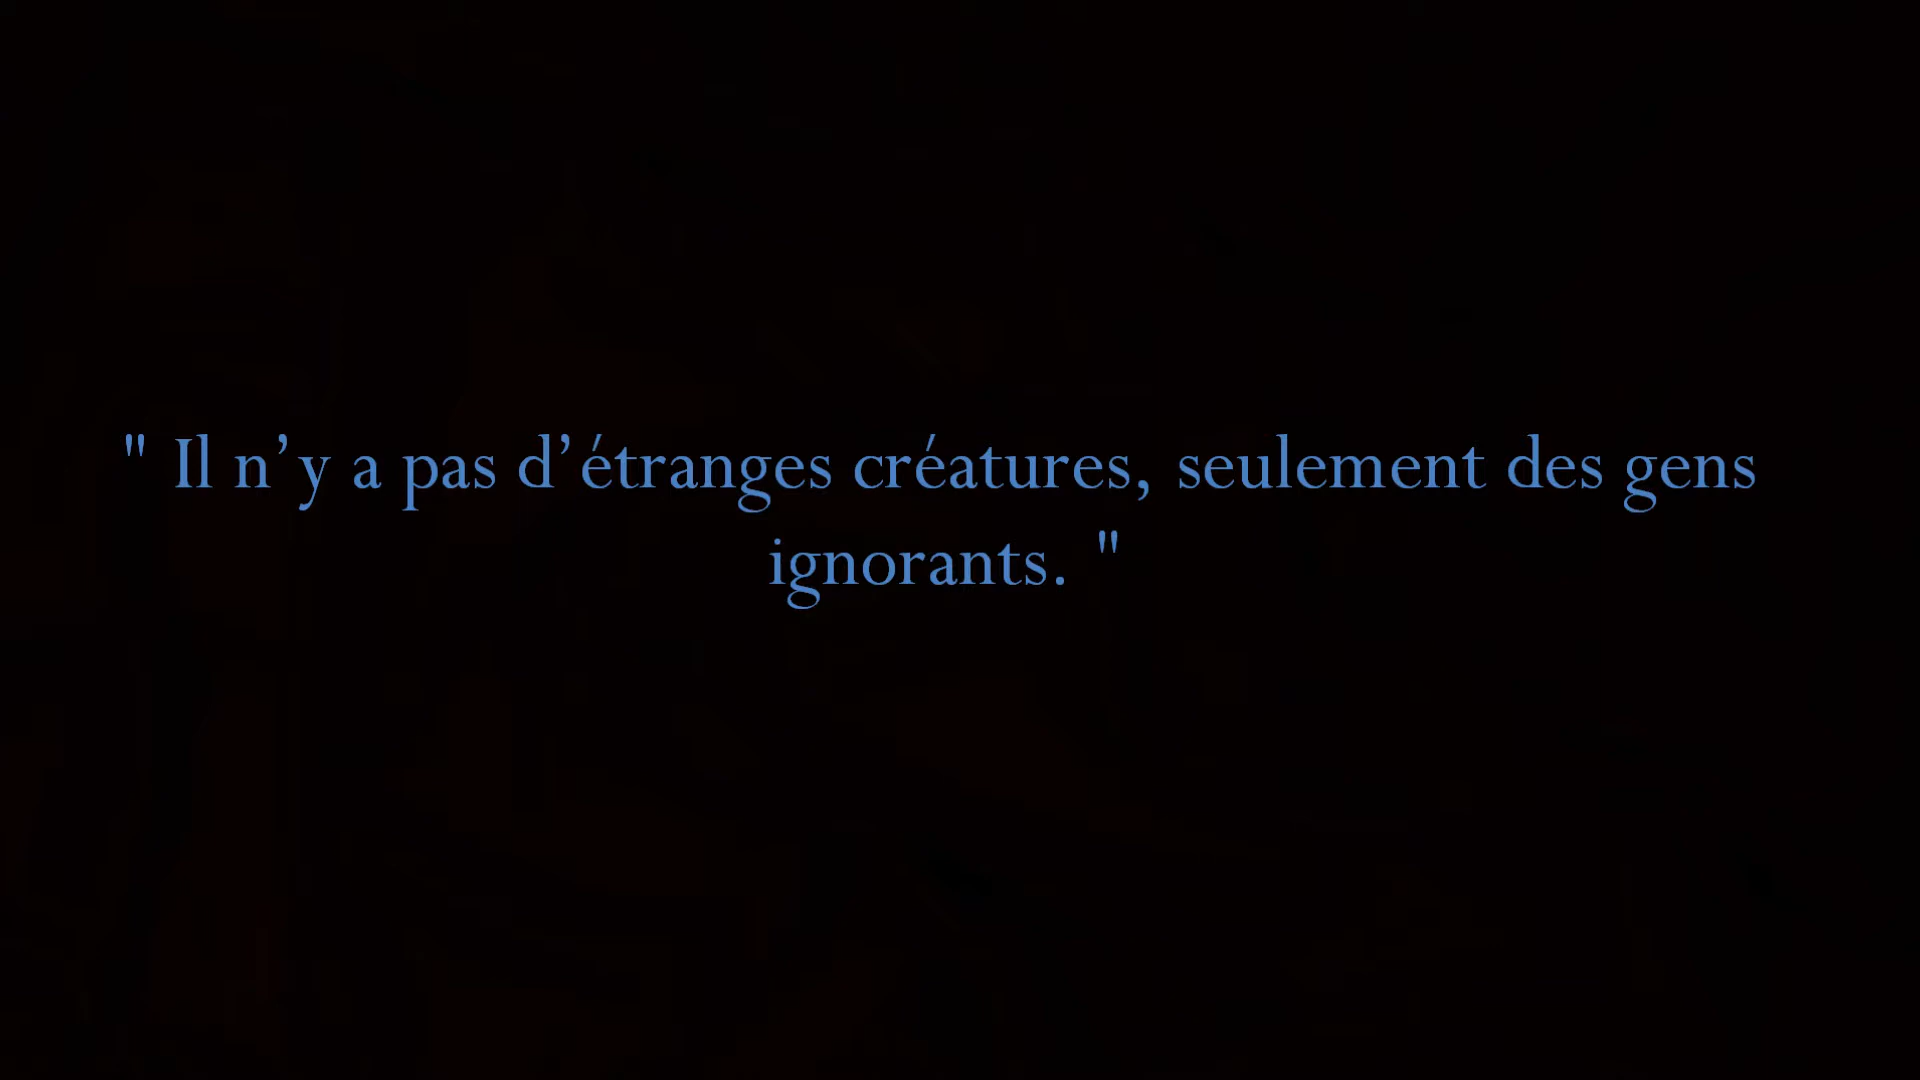 " Il n’y a pas d’étranges créatures, seulement des gens
ignorants. "